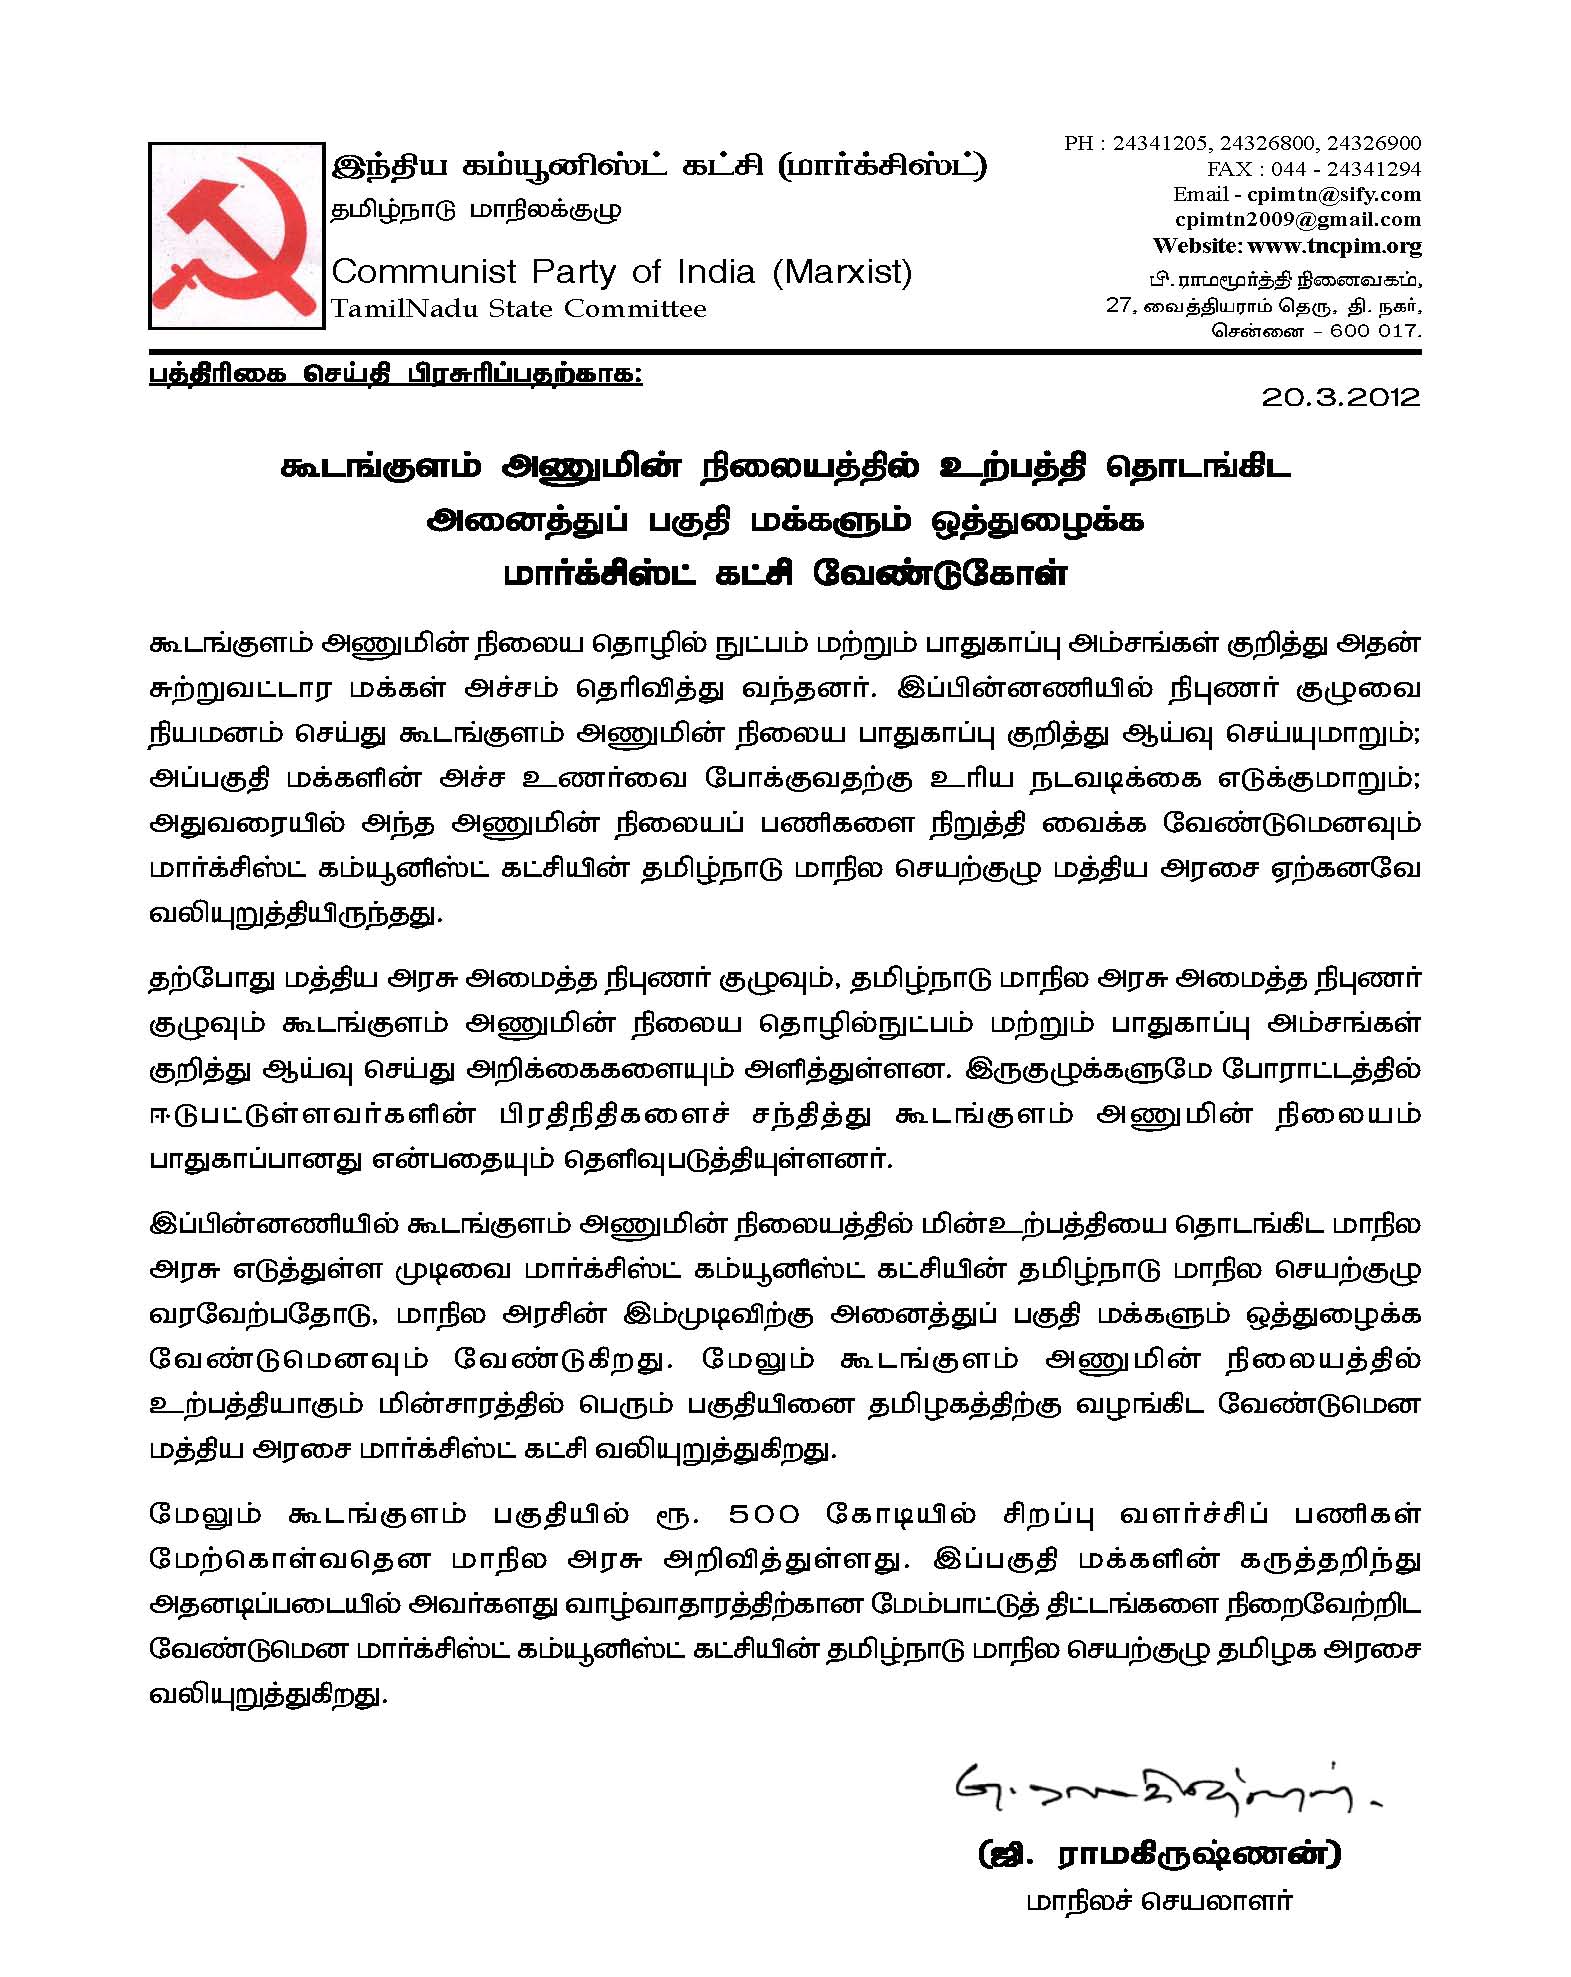 இந்திய கம்யூனிஸ்ட் கட்சி (மார்க்சிஸ்ட்)
தமிழ்நாடு மாநிலக்குழு
Communist Party of India (Marxist)
TamilNadu State Committee
PH : 24341205, 24326800, 24326900
FAX : 044 - 24341294
Email - cpimtn@sify.com
cpimtn2009@gmail.com
Website: www.tncpim.org
பி. ராமமூர்த்தி நினைவகம்,
27, வைத்தியராம் தெரு, தி. நகர்,
சென்னை – 600 017.
பத்திரிகை செய்தி பிரசுரிப்பதற்காக:
20.3.2012
கூடங்குளம் அணுமின் நிலையத்தில் உற்பத்தி தொடங்கிட
அனைத்துப் பகுதி மக்களும் ஒத்துழைக்க
மார்க்சிஸ்ட் கட்சி வேண்டுகோள்
கூடங்குளம் அணுமின் நிலைய தொழில் நுட்பம் மற்றும் பாதுகாப்பு அம்சங்கள் குறித்து அதன்
சுற்றுவட்டார மக்கள் அச்சம் தெரிவித்து வந்தனர். இப்பின்னணியில் நிபுணர் குழுவை
நியமனம் செய்து கூடங்குளம் அணுமின் நிலைய பாதுகாப்பு குறித்து ஆய்வு செய்யுமாறும்;
அப்பகுதி மக்களின் அச்ச உணர்வை போக்குவதற்கு உரிய நடவடிக்கை எடுக்குமாறும்;
அதுவரையில் அந்த அணுமின் நிலையப் பணிகளை நிறுத்தி வைக்க வேண்டுமெனவும்
மார்க்சிஸ்ட் கம்யூனிஸ்ட் கட்சியின் தமிழ்நாடு மாநில செயற்குழு மத்திய அரசை ஏற்கனவே
வலியுறுத்தியிருந்தது.
தற்போது மத்திய அரசு அமைத்த நிபுணர் குழுவும், தமிழ்நாடு மாநில அரசு அமைத்த நிபுணர்
குழுவும் கூடங்குளம் அணுமின் நிலைய தொழில்நுட்பம் மற்றும் பாதுகாப்பு அம்சங்கள்
குறித்து ஆய்வு செய்து அறிக்கைகளையும் அளித்துள்ளன. இருகுழுக்களுமே போராட்டத்தில்
ஈடுபட்டுள்ளவர்களின் பிரதிநிதிகளைச் சந்தித்து கூடங்குளம் அணுமின் நிலையம்
பாதுகாப்பானது என்பதையும் தெளிவுபடுத்தியுள்ளனர்.
இப்பின்னணியில் கூடங்குளம் அணுமின் நிலையத்தில் மின்உற்பத்தியை தொடங்கிட மாநில
அரசு எடுத்துள்ள முடிவை மார்க்சிஸ்ட் கம்யூனிஸ்ட் கட்சியின் தமிழ்நாடு மாநில செயற்குழு
வரவேற்பதோடு, மாநில அரசின் இம்முடிவிற்கு அனைத்துப் பகுதி மக்களும் ஒத்துழைக்க
வேண்டுமெனவும் வேண்டுகிறது. மேலும் கூடங்குளம் அணுமின் நிலையத்தில்
உற்பத்தியாகும் மின்சாரத்தில் பெரும் பகுதியினை தமிழகத்திற்கு வழங்கிட வேண்டுமென
மத்திய அரசை மார்க்சிஸ்ட் கட்சி வலியுறுத்துகிறது.
மேலும் கூடங்குளம் பகுதியில் ரூ. 500 கோடியில் சிறப்பு வளர்ச்சிப் பணிகள்
மேற்கொள்வதென மாநில அரசு அறிவித்துள்ளது. இப்பகுதி மக்களின் கருத்தறிந்து
அதனடிப்படையில் அவர்களது வாழ்வாதாரத்திற்கான மேம்பாட்டுத் திட்டங்களை நிறைவேற்றிட
வேண்டுமென மார்க்சிஸ்ட் கம்யூனிஸ்ட் கட்சியின் தமிழ்நாடு மாநில செயற்குழு தமிழக அரசை
வலியுறுத்துகிறது.
ஜி. ராமகிருஷ்ணன்.
(ஜி. ராமகிருஷ்ணன்)
மாநிலச் செயலாளர்